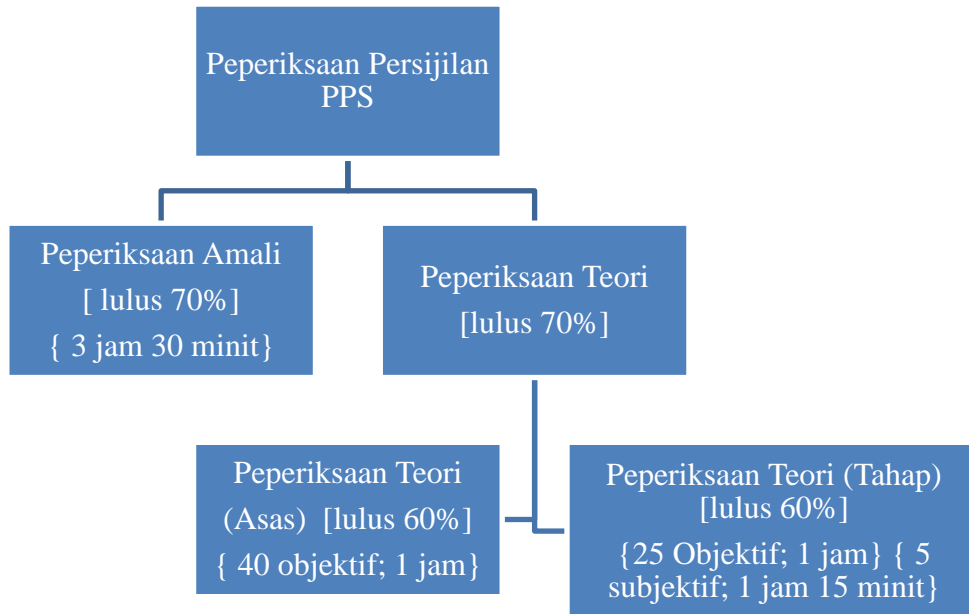 Peperiksaan Persijilan
PPS
Peperiksaan Amali
[ lulus 70%]
{ 3 jam 30 minit}
Peperiksaan Teori
[lulus 70%]
Peperiksaan Teori
(Asas) [lulus 60%]
{ 40 objektif; 1 jam}
Peperiksaan Teori (Tahap)
[lulus 60%]
{25 Objektif; 1 jam} { 5
subjektif; 1 jam 15 minit}